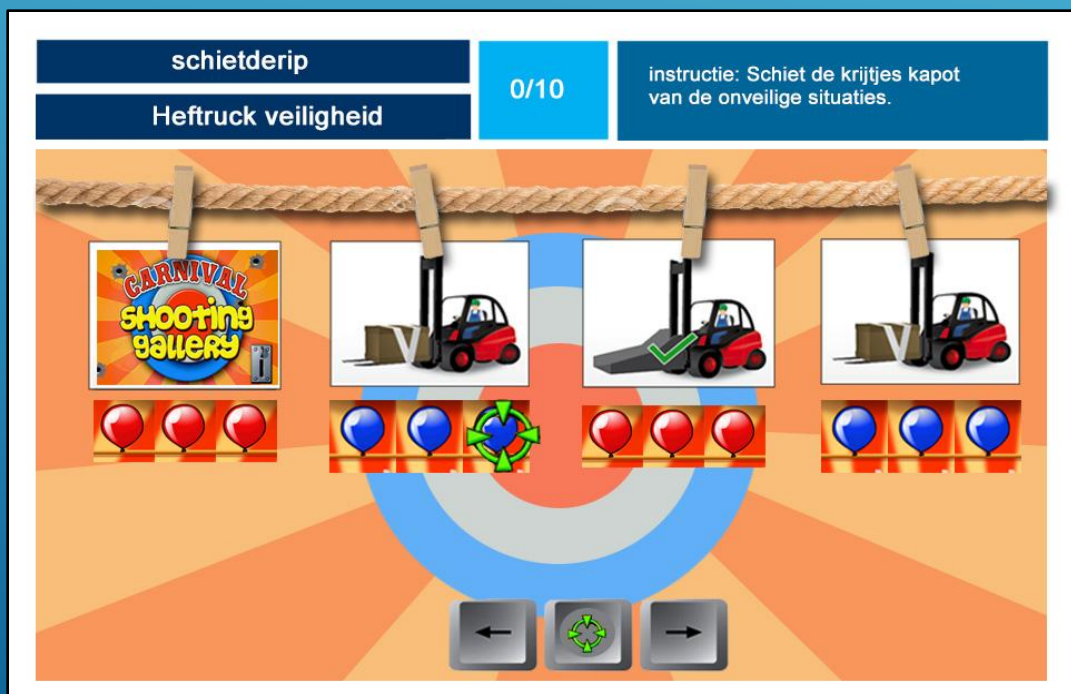 schietderip
Heftruck veiligheid
0/10
instructie: Schiet de krijtjes kapot
van de onveilige situaties.
CARNIVAL
SHOOTING
GALLERY
i